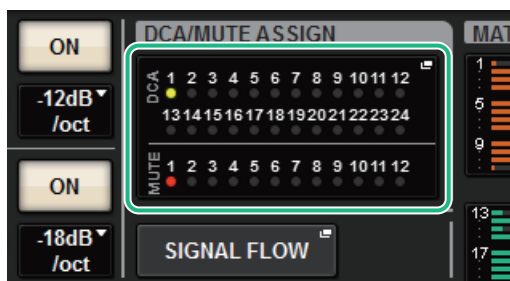 ON
-12dB
/oct
ON
-18dB
/oct
DCA/MUTE ASSIGN
DCA
1 2 3 4 5 6 7 8 9 10 11 12
13 14 15 16 17 18 19 20 21 22 23 24
MUTE
1 2 3 4 5 6 7 8 9 10 11 12
SIGNAL FLOW
MAT
1
5
9
13
17